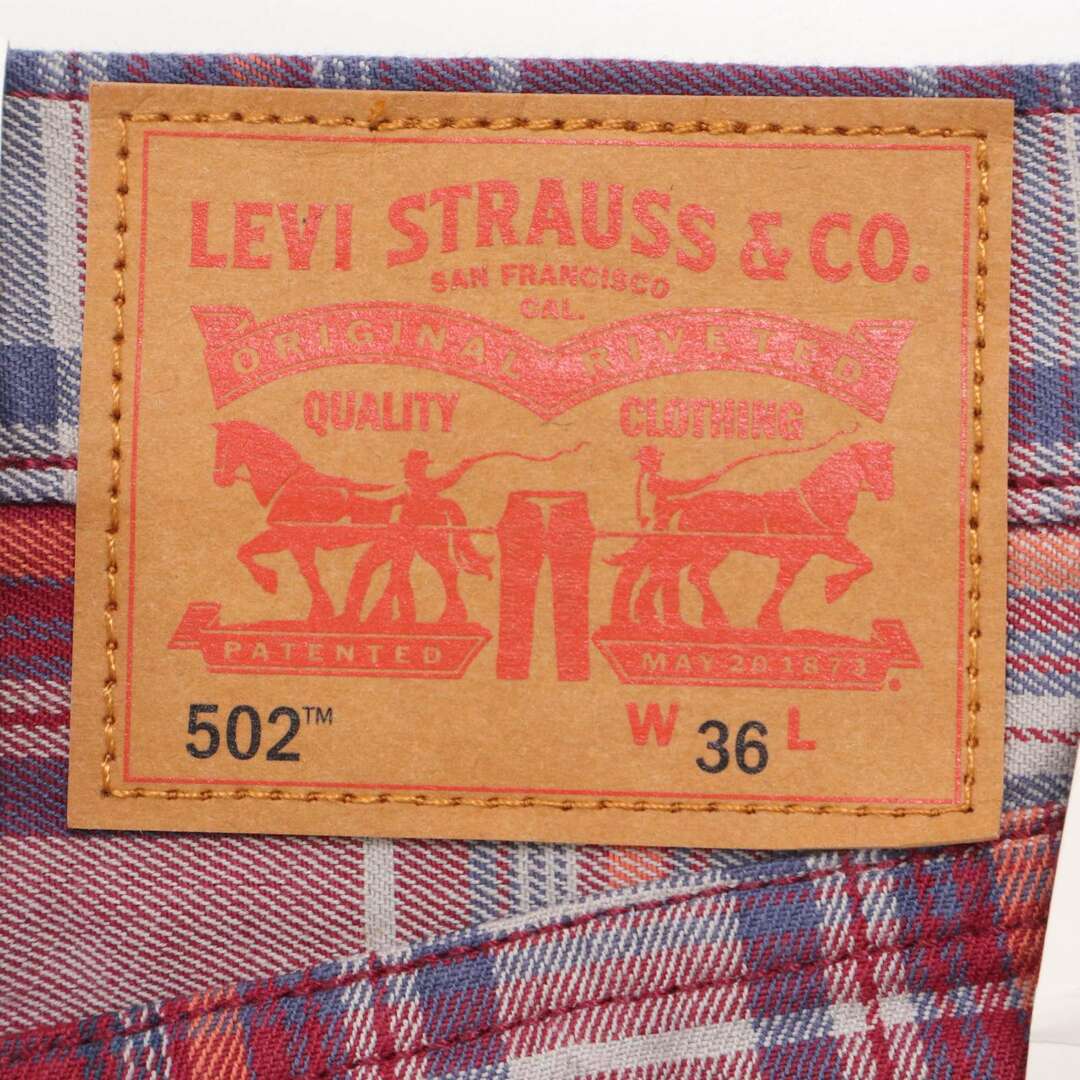 LEVI STRAUSS & CO.
SAN FRANCISCO
CAL.
ORIGINAL RIVETED
QUALITY CLOTHING
PATENTED MAY 20 1873
502™ W 36 L